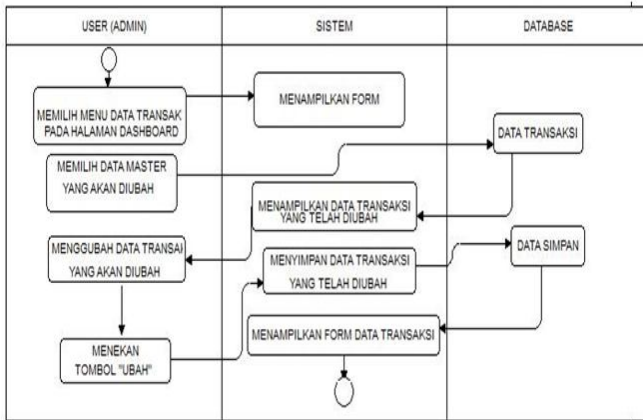 USER (ADMIN)
SISTEM
DATABASE
MEMILIH MENU DATA TRANSAK
PADA HALAMAN DASHBOARD
MENAMPILKAN FORM
DATA TRANSAKSI
MEMILIH DATA MASTER
YANG AKAN DIUBAH
MENAMPILKAN DATA TRANSAKSI
YANG TELAH DIUBAH
MENGGUBAH DATA TRANSAI
YANG AKAN DIUBAH
MENYIMPAN DATA TRANSAKSI
YANG TELAH DIUBAH
DATA SIMPAN
MENAMPILKAN FORM DATA TRANSAKSI
MENEKAN
TOMBOL "UBAH"